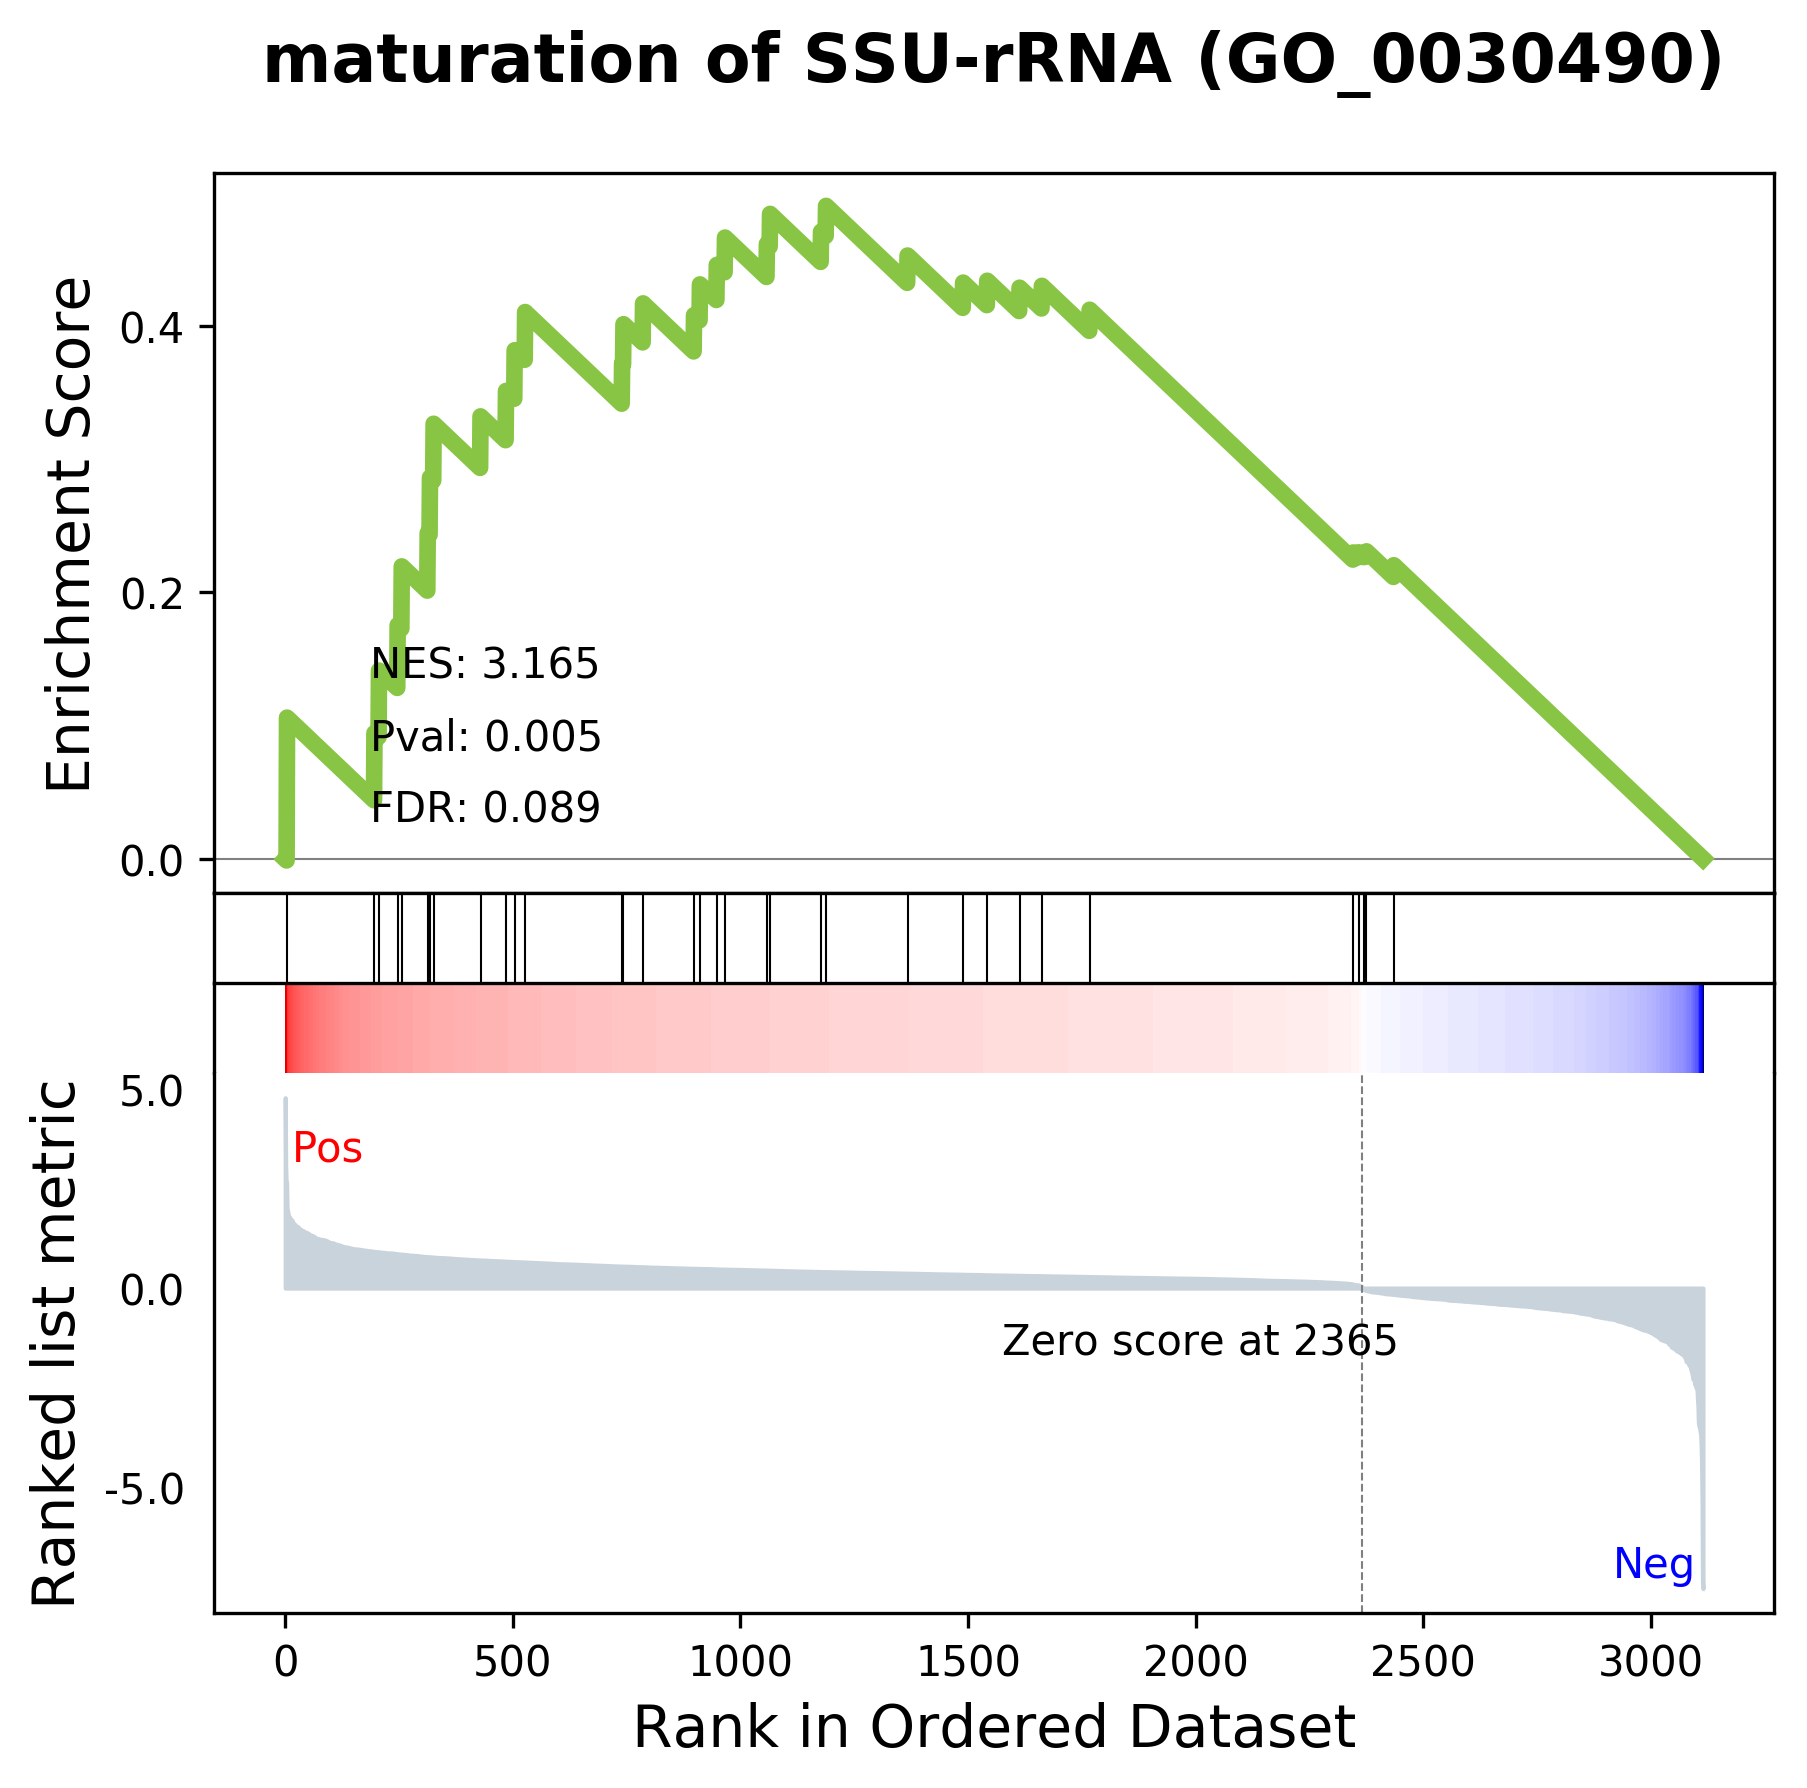 maturation of SSU-rRNA (GO_0030490)
Enrichment Score
0.4
0.2
0.0
NES: 3.165
Pval: 0.005
FDR: 0.089
Ranked list metric
5.0
0.0
-5.0
Pos
Zero score at 2365
Neg
0 500 1000 1500 2000 2500 3000
Rank in Ordered Dataset